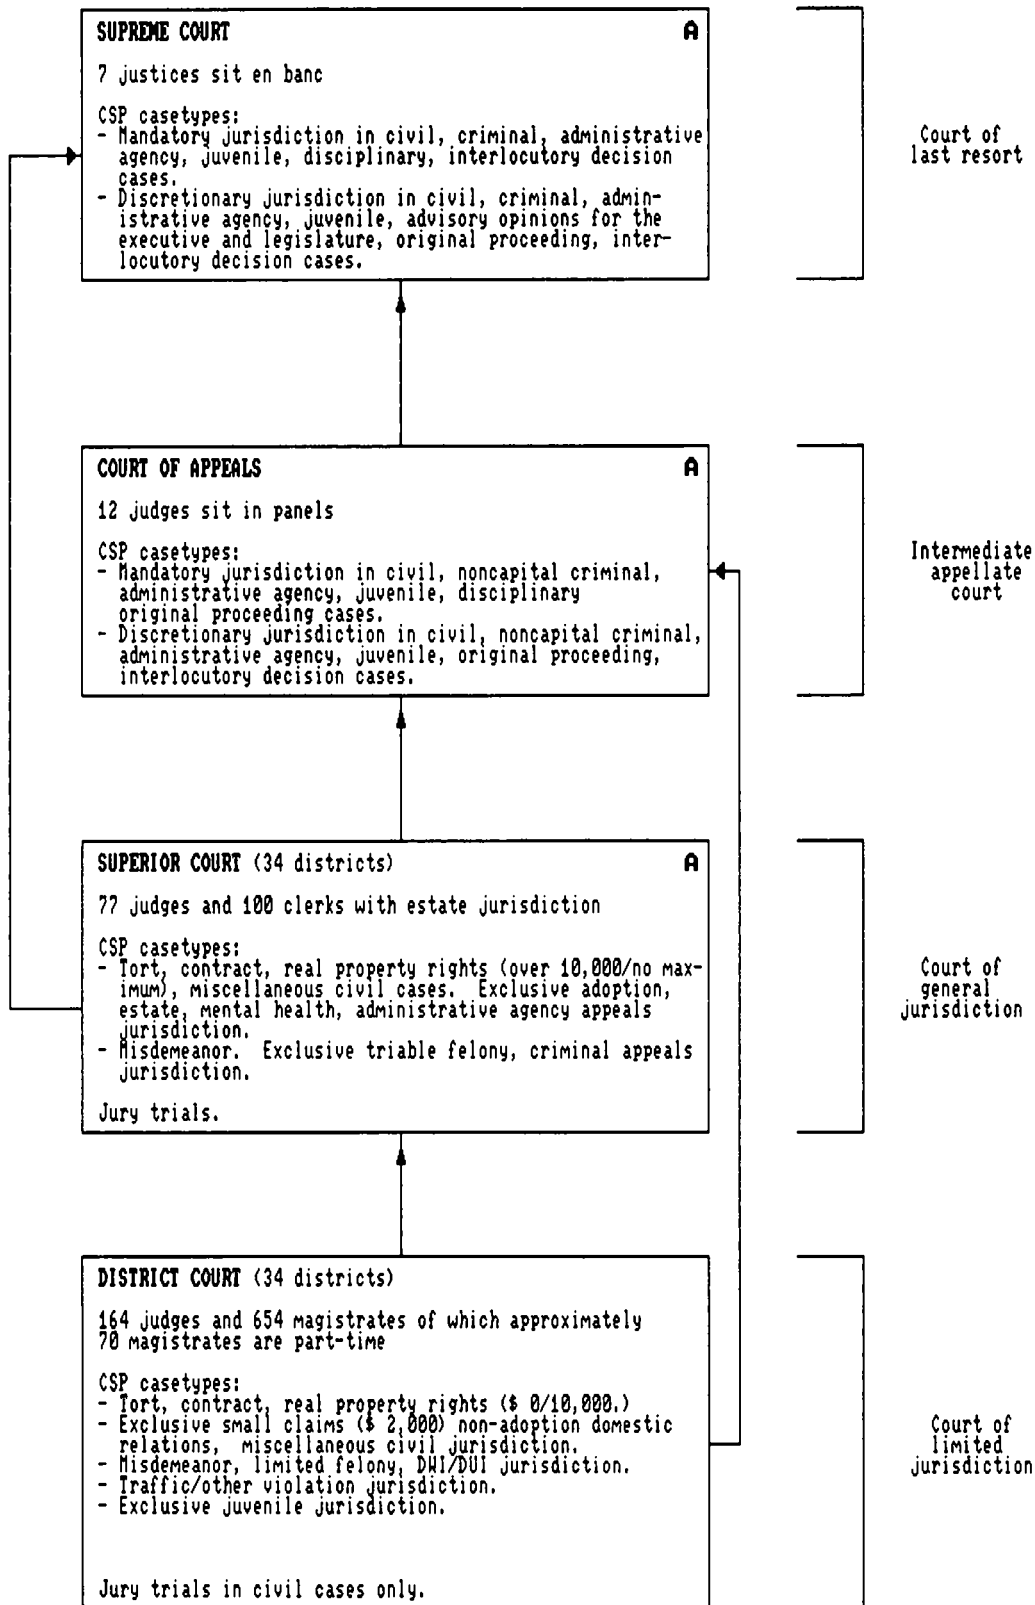 SUPREME COURT A
7 justices sit en banc
CSP casetypes:
- Mandatory jurisdiction in civil, criminal, administrative
agency, juvenile, disciplinary, interlocutory decision
cases.
- Discretionary jurisdiction in civil, criminal, admin-
istrative agency, juvenile, advisory opinions for the
executive and legislature, original proceeding, inter-
locutory decision cases.
Court of
last resort
COURT OF APPEALS A
12 judges sit in panels
CSP casetypes:
- Mandatory jurisdiction in civil, noncapital criminal,
administrative agency, juvenile, disciplinary
original proceeding cases.
- Discretionary jurisdiction in civil, noncapital criminal,
administrative agency, juvenile, original proceeding,
interlocutory decision cases.
Intermediate
appellate
court
SUPERIOR COURT (34 districts) A
77 judges and 100 clerks with estate jurisdiction
CSP casetypes:
- Tort, contract, real property rights (over 10,000/no max-
imum), miscellaneous civil cases. Exclusive adoption,
estate, mental health, administrative agency appeals
jurisdiction.
- Misdemeanor. Exclusive triable felony, criminal appeals
jurisdiction.
Jury trials.
Court of
general
jurisdiction
DISTRICT COURT (34 districts)
164 judges and 654 magistrates of which approximately
70 magistrates are part-time
CSP casetypes:
- Tort, contract, real property rights ($ 0/10,000.)
- Exclusive small claims ($ 2,000) non-adoption domestic
relations, miscellaneous civil jurisdiction.
- Misdemeanor, limited felony, DWI/DUI jurisdiction.
- Traffic/other violation jurisdiction.
- Exclusive juvenile jurisdiction.
Jury trials in civil cases only.
Court of
limited
jurisdiction